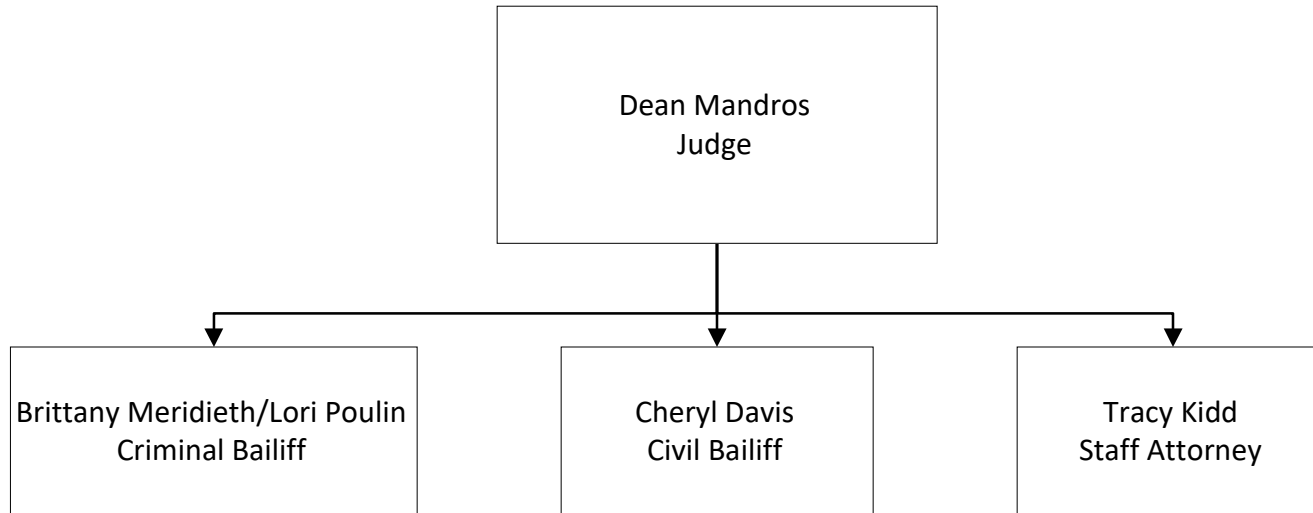 Dean Mandros
Judge
Brittany Meridieth/Lori Poulin
Criminal Bailiff
Cheryl Davis
Civil Bailiff
Tracy Kidd
Staff Attorney